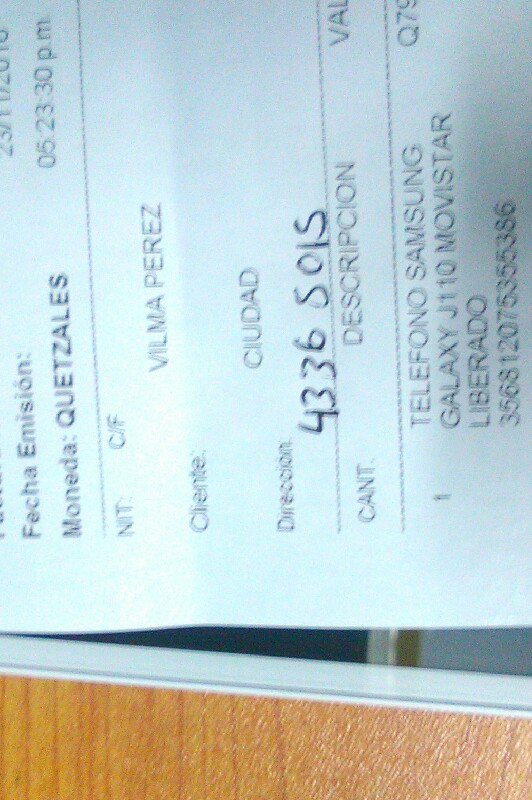 23/11/2016
Fecha Emisión: 05:23:30 p.m.
Moneda: QUETZALES
NIT: C/F
VILMA PEREZ
Cliente:
CIUDAD
Dirección:
4336 5015
CANT. DESCRIPCION VAL
1 TELEFONO SAMSUNG Q79
GALAXY J110 MOVISTAR
LIBERADO
356812075355386